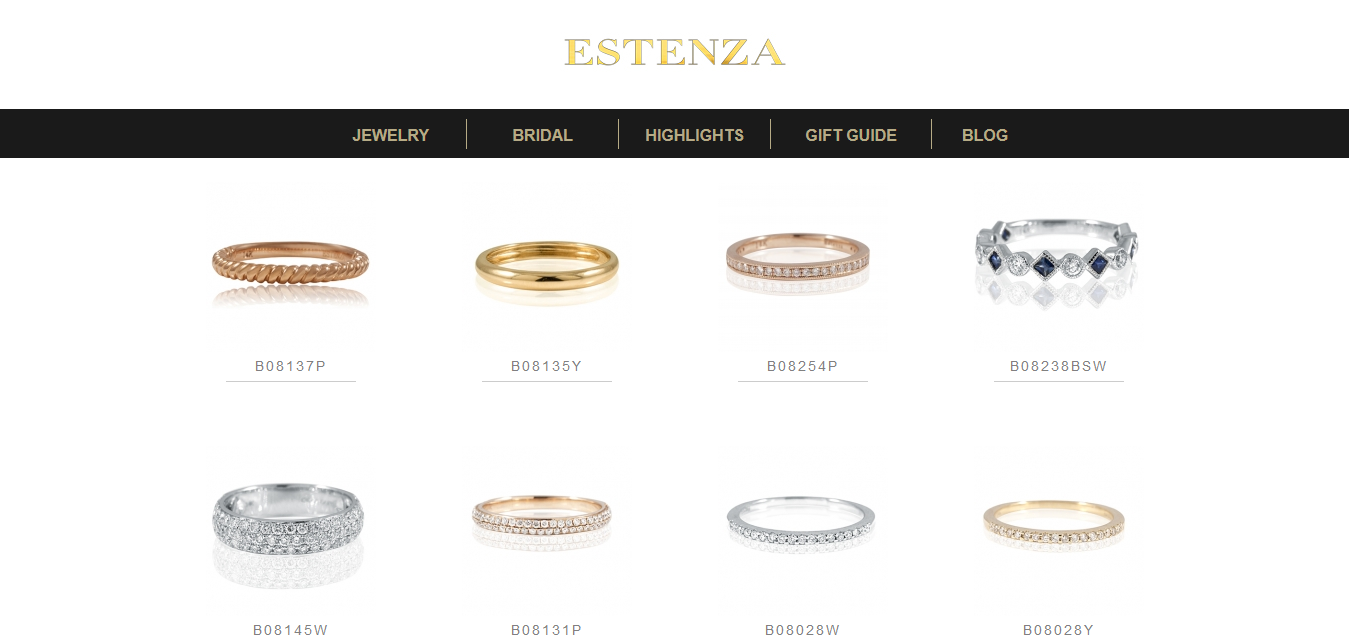 ESTENZA
JEWELRY BRIDAL HIGHLIGHTS GIFT GUIDE BLOG
B08137P B08135Y B08254P B08238BSW
B08145W B08131P B08028W B08028Y